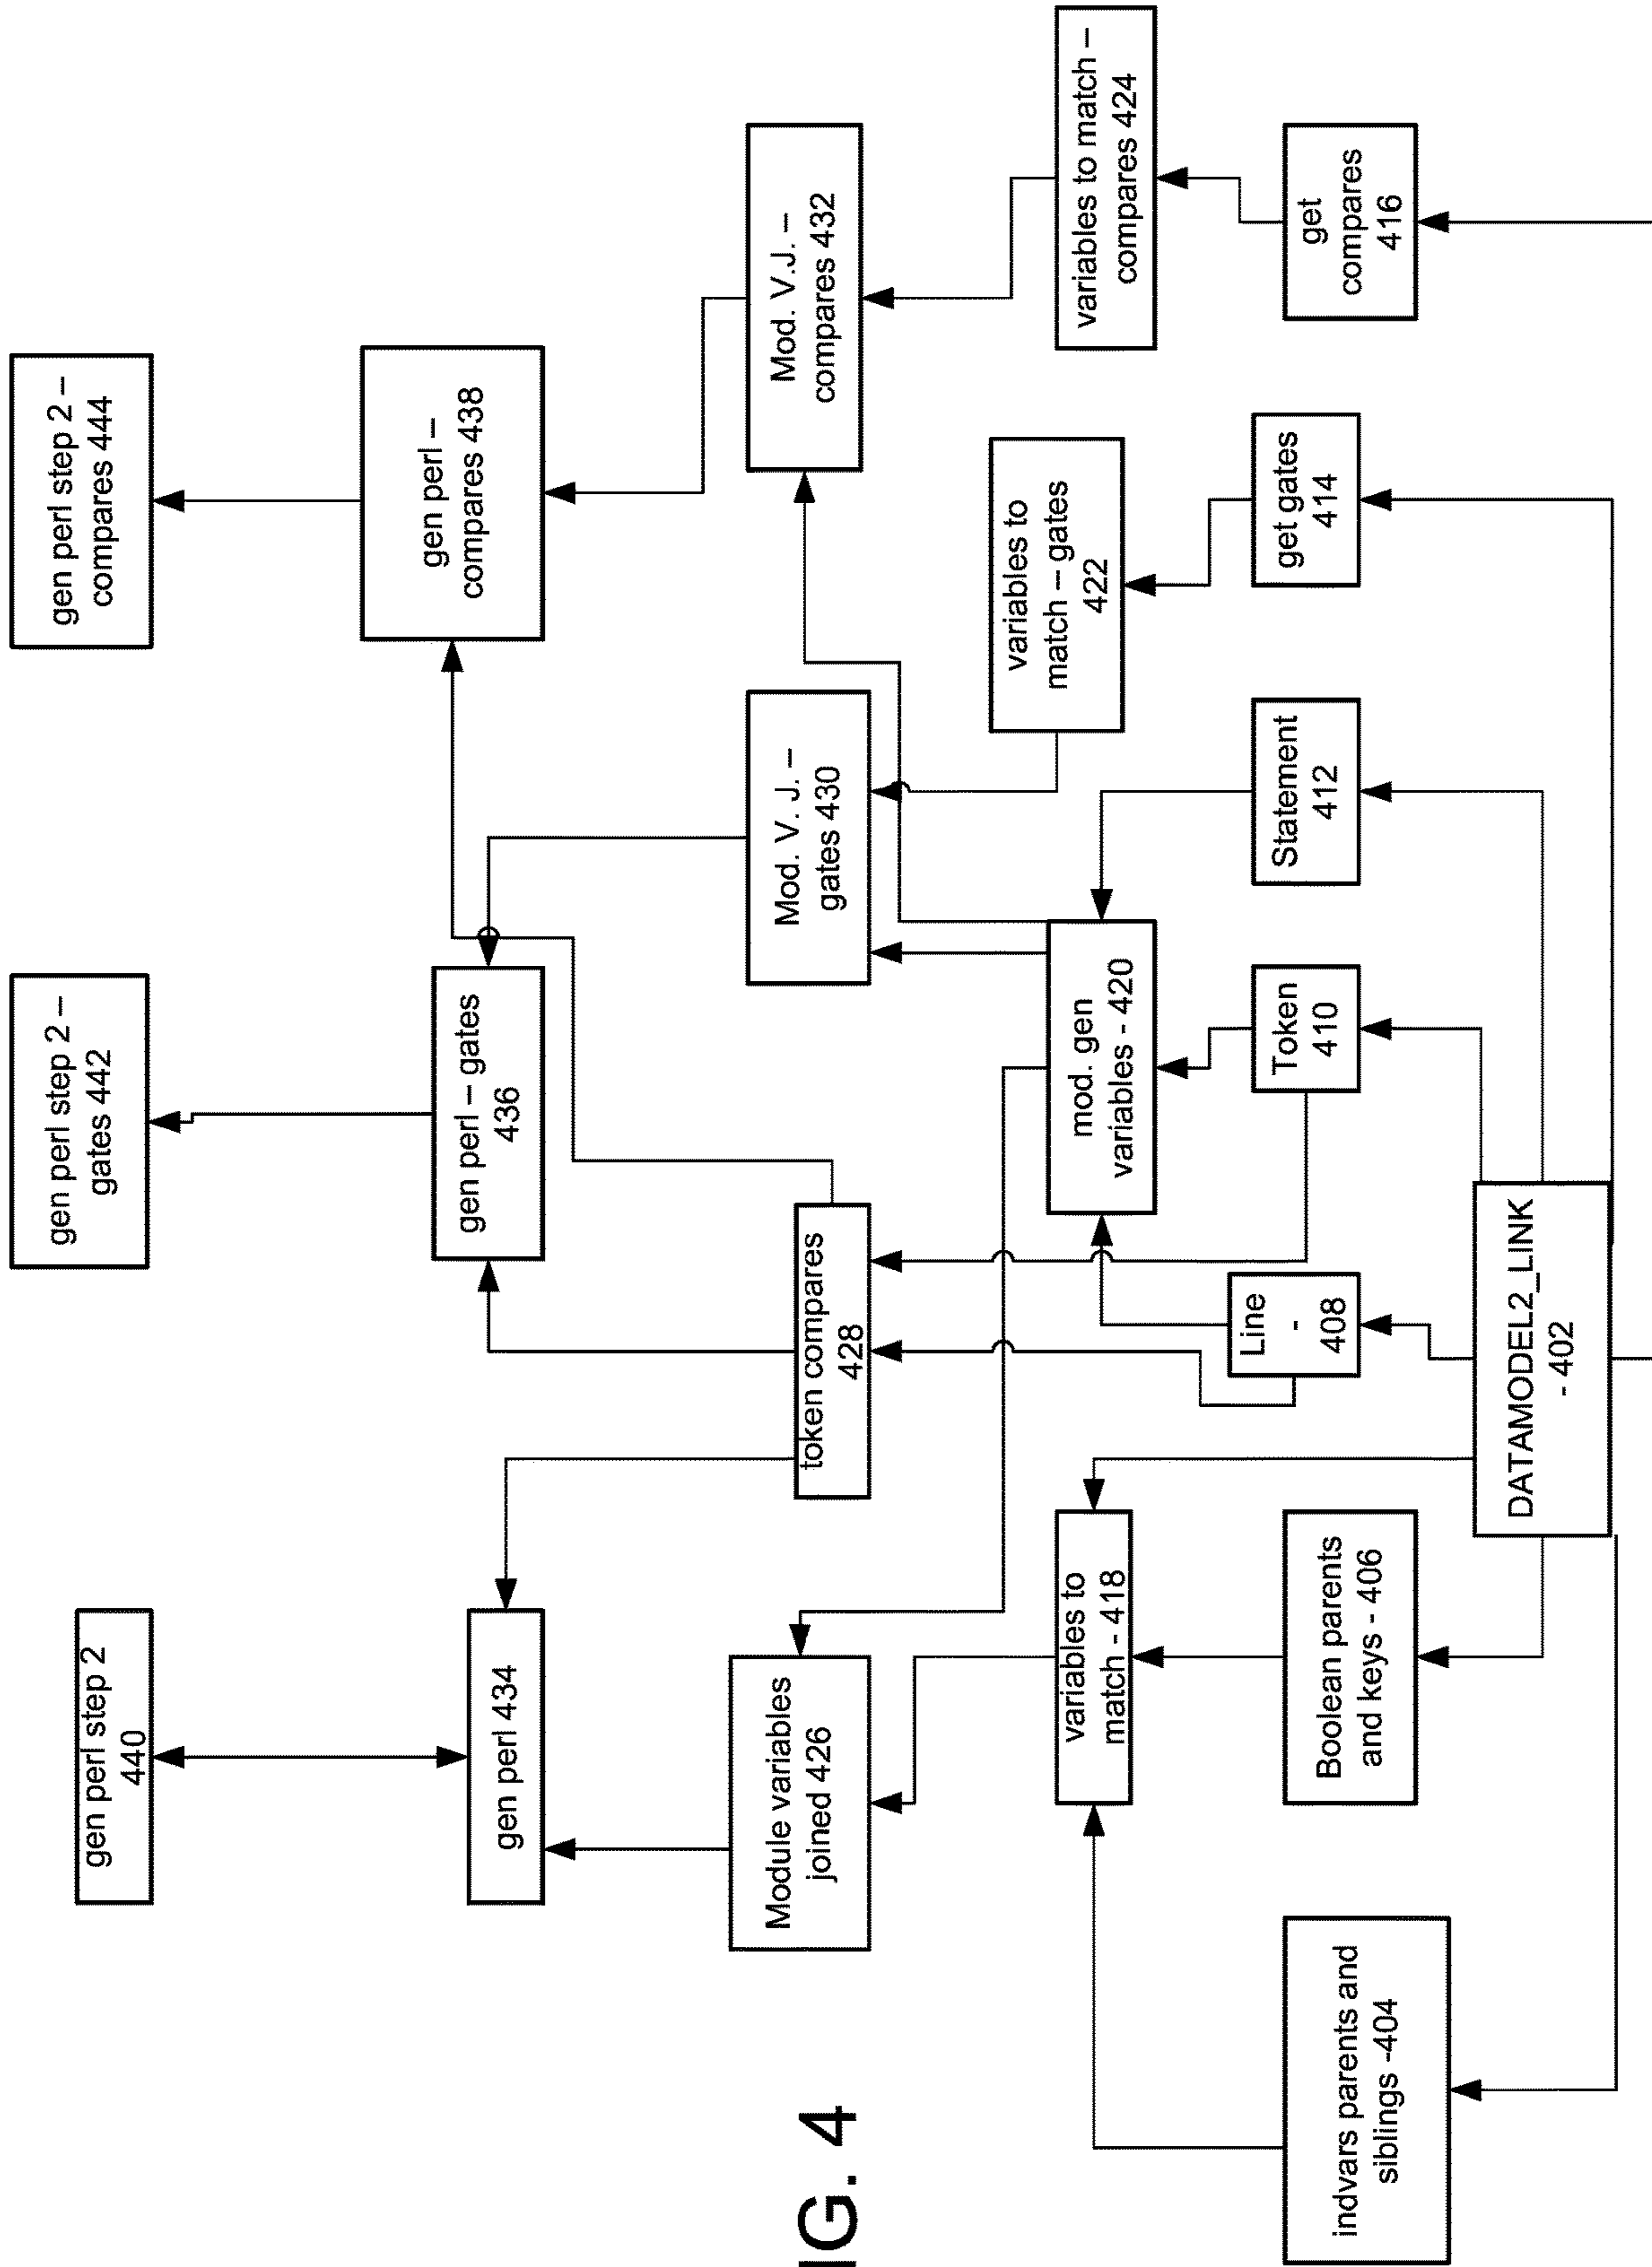 gen perl step 2
440
gen perl step 2 –
gates 442
gen perl step 2 –
compares 444
gen perl 434
gen perl – gates
436
gen perl –
compares 438
IG. 4
Module variables
joined 426
token compares
428
Mod. V. J. –
gates 430
Mod. V.J. –
compares 432
variables to
match - 418
mod. gen
variables - 420
variables to
match – gates
422
variables to match –
compares 424
indvars parents and
siblings -404
Boolean parents
and keys - 406
Line
-
408
Token
410
Statement
412
get gates
414
get
compares
416
DATAMODEL2_LINK
- 402